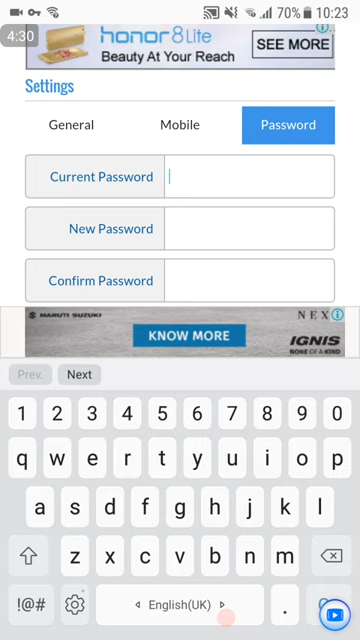 70% 10:23
4:30
honor 8 Lite
Beauty At Your Reach
SEE MORE
Settings
General Mobile Password
Current Password
New Password
Confirm Password
MARUTI SUZUKI
NEX
KNOW MORE
IGNIS
NONE OF A KIND
Prev. Next
1 2 3 4 5 6 7 8 9 0
q w e r t y u i o p
a s d f g h j k l
z x c v b n m
!@# English(UK) .